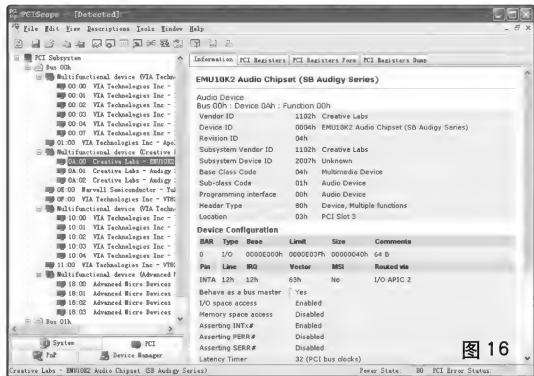 PCIScope - [Detected]
File Edit View Descriptions Tools Window Help
PCI Subsystem
Bus 00h
Multifunctional device (VIA Techn
00:00 VIA Technologies Inc -
00:01 VIA Technologies Inc -
00:02 VIA Technologies Inc -
00:03 VIA Technologies Inc -
00:04 VIA Technologies Inc -
00:07 VIA Technologies Inc -
01:00 VIA Technologies Inc - Apo
Multifunctional device (Creative L
0A:00 Creative Labs - EMU10K2
0A:01 Creative Labs - Audigy
0A:02 Creative Labs - Audigy
0E:00 Marvell Semiconductor - Yuk
0F:00 VIA Technologies Inc - VT82
Multifunctional device (VIA Techn
10:00 VIA Technologies Inc -
10:01 VIA Technologies Inc -
10:02 VIA Technologies Inc -
10:03 VIA Technologies Inc -
10:04 VIA Technologies Inc -
11:00 VIA Technologies Inc - VT82
Multifunctional device (Advanced M
18:00 Advanced Micro Devices
18:01 Advanced Micro Devices
18:02 Advanced Micro Devices
18:03 Advanced Micro Devices
Bus 01h
System PCI
PnP Device Manager
Information PCI Registers PCI Registers Form PCI Registers Dump
EMU10K2 Audio Chipset (SB Audigy Series)
Audio Device
Bus 00h : Device 0Ah : Function 00h
Vendor ID 1102h Creative Labs
Device ID 0004h EMU10K2 Audio Chipset (SB Audigy Series)
Revision ID 04h
Subsystem Vendor ID 1102h Creative Labs
Subsystem Device ID 2007h Unknown
Base Class Code 04h Multimedia Device
Sub-class Code 01h Audio Device
Programming interface 00h Audio Device
Header Type 80h Device, Multiple functions
Location 03h PCI Slot 3
Device Configuration
BAR Type Base Limit Size Comments
0 I/O 0000E000h 0000E03Fh 00000040h 64 B
Pin Line IRQ Vector MSI Routed via
INTA 12h 12h 63h No I/O APIC 2
Behave as a bus master Yes
I/O space access Enabled
Memory space access Disabled
Asserting INTx# Enabled
Asserting PERR# Disabled
Asserting SERR# Disabled
Latency Timer 32 (PCI bus clocks)
图 16
Creative Labs - EMU10K2 Audio Chipset (SB Audigy Series) Power State: D0 PCI Error Status: